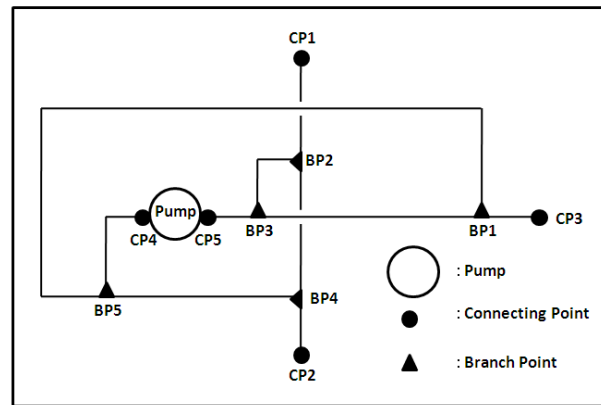 CP1
BP2
Pump
CP4
CP5
BP3
BP1
CP3
: Pump
BP5
BP4
: Connecting Point
CP2
: Branch Point